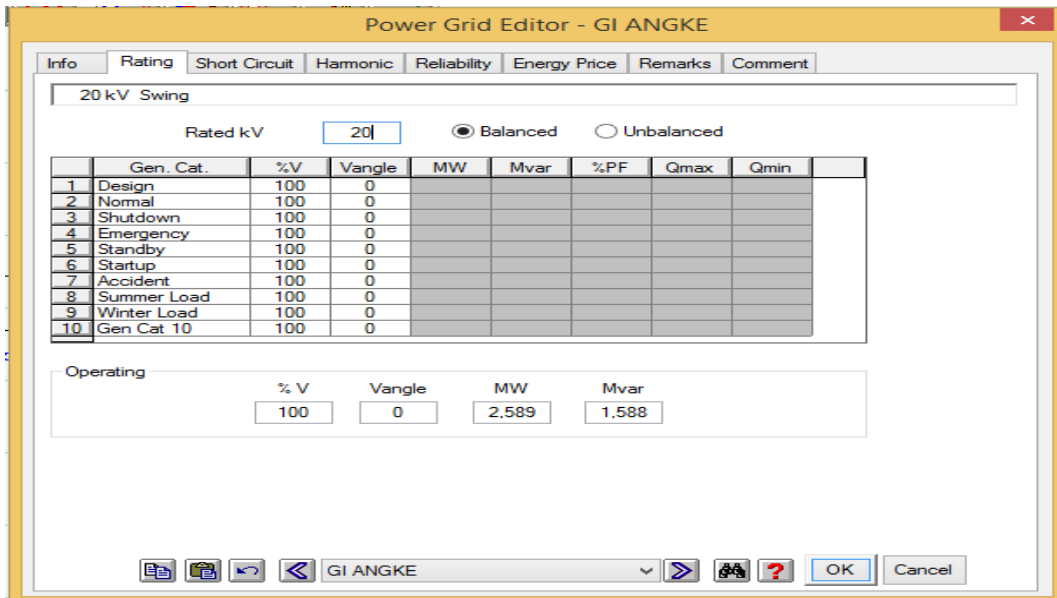 Power Grid Editor - GI ANGKE
Info Rating Short Circuit Harmonic Reliability Energy Price Remarks Comment
20 kV Swing
Rated kV 20 Balanced Unbalanced
Gen. Cat. %V Vangle MW Mvar %PF Qmax Qmin
1 Design 100 0
2 Normal 100 0
3 Shutdown 100 0
4 Emergency 100 0
5 Standby 100 0
6 Startup 100 0
7 Accident 100 0
8 Summer Load 100 0
9 Winter Load 100 0
10 Gen Cat 10 100 0
Operating
% V Vangle MW Mvar
100 0 2,589 1,588
GI ANGKE OK Cancel